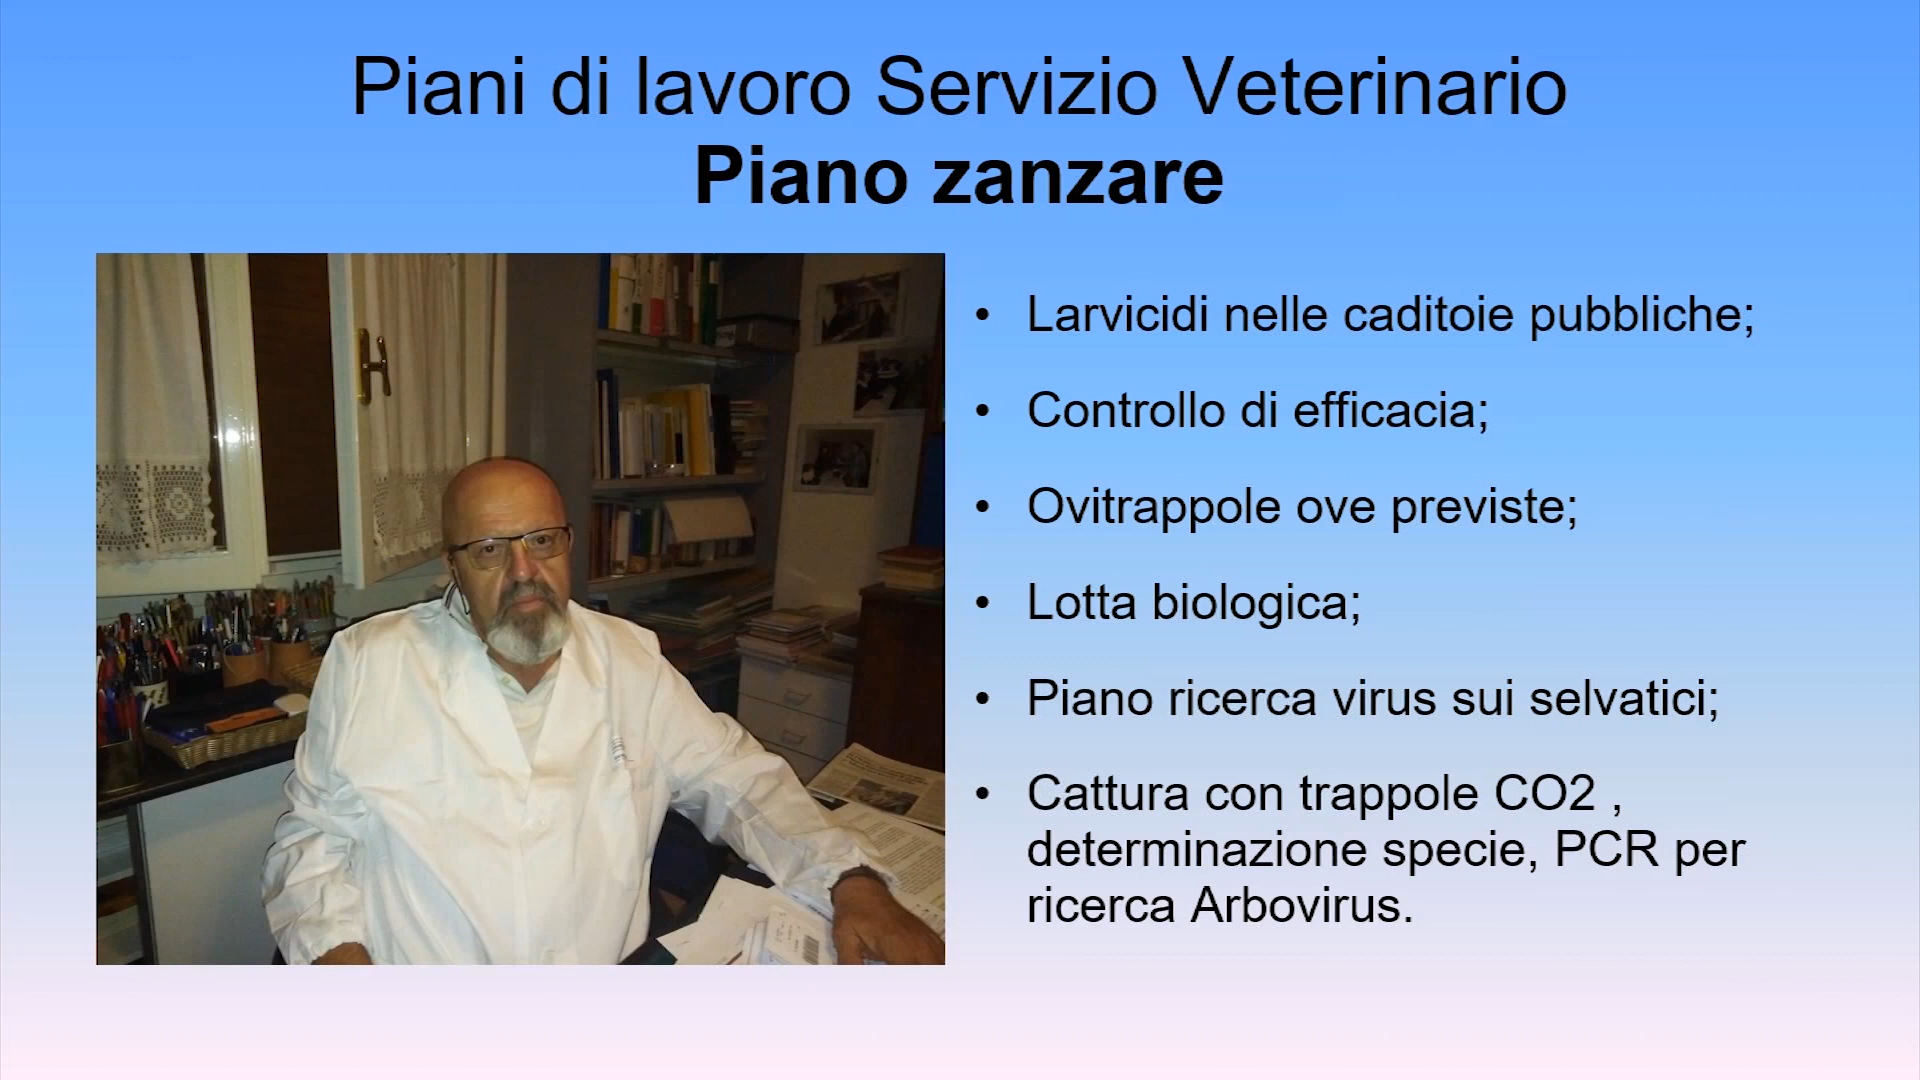 Piani di lavoro Servizio Veterinario
Piano zanzare
• Larvicidi nelle caditoie pubbliche;
• Controllo di efficacia;
• Ovitrappole ove previste;
• Lotta biologica;
• Piano ricerca virus sui selvatici;
• Cattura con trappole CO2 ,
determinazione specie, PCR per
ricerca Arbovirus.